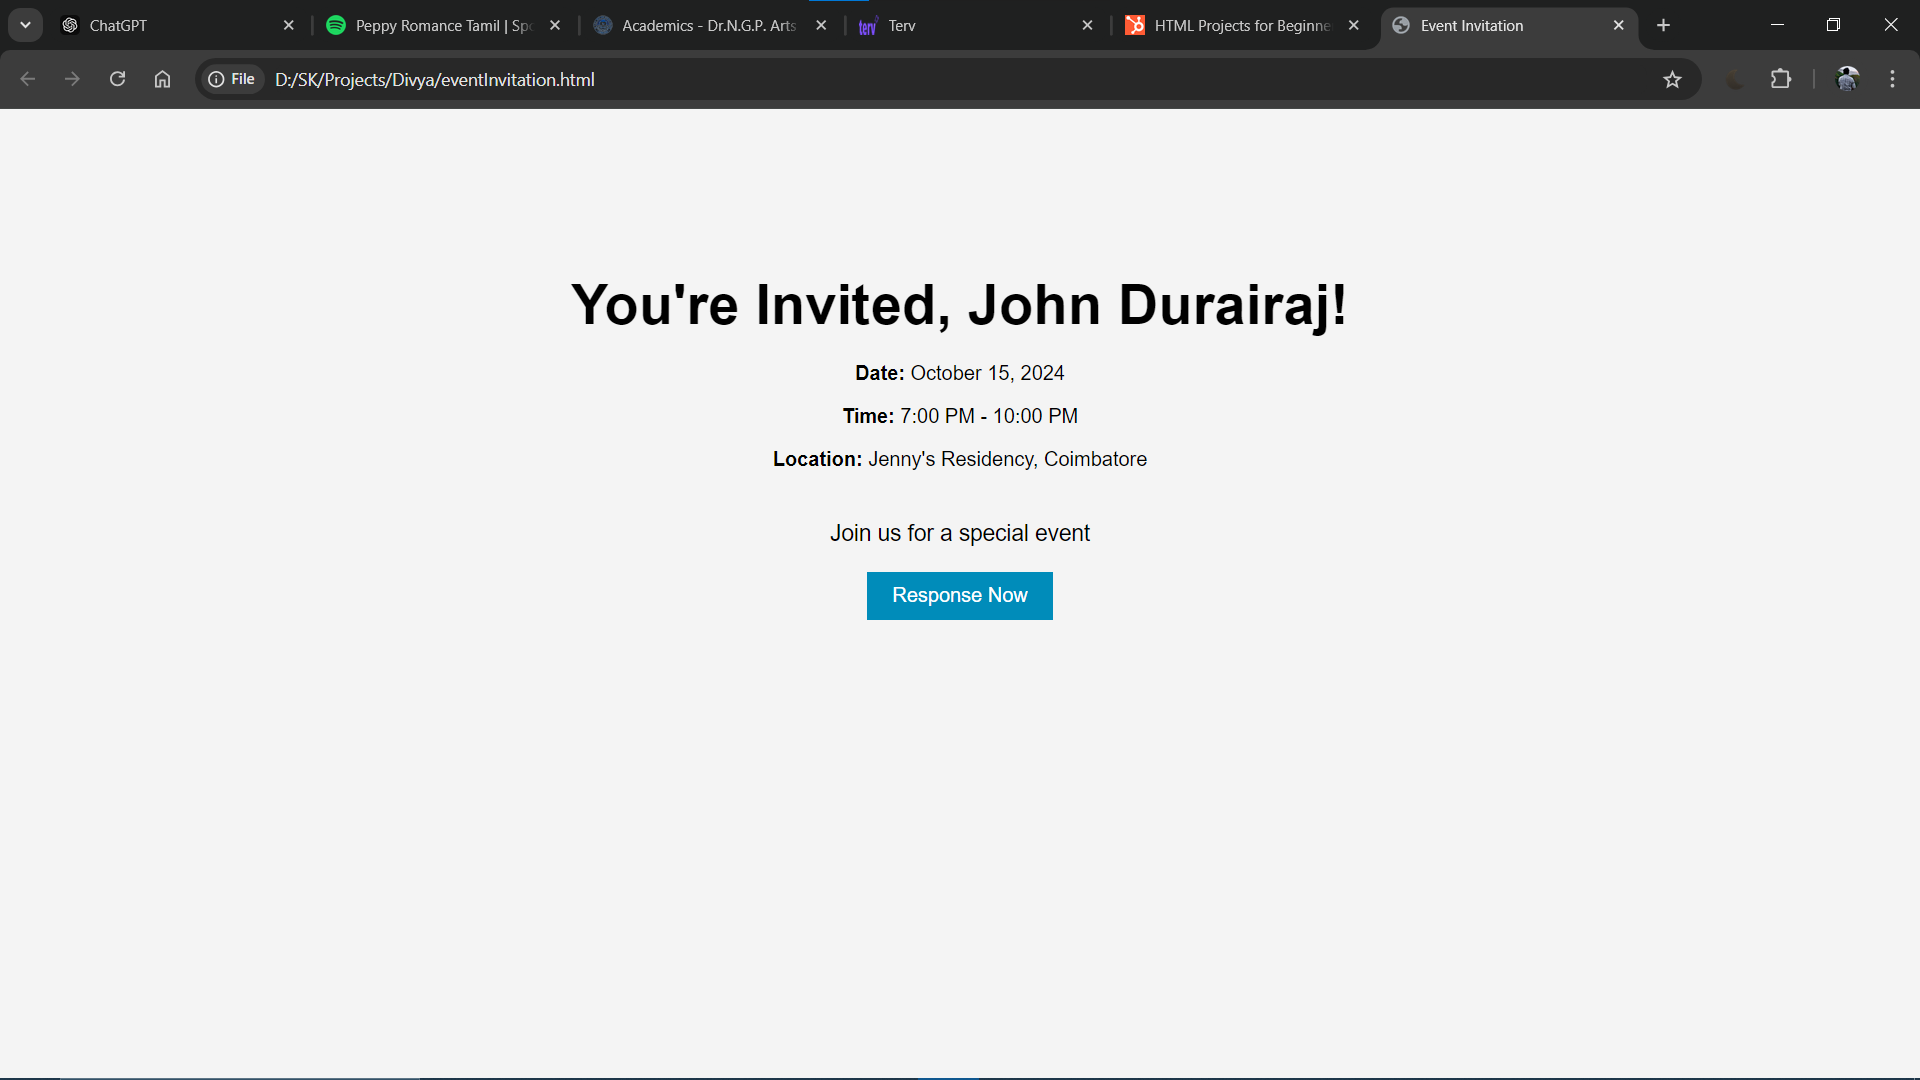 ChatGPT
Peppy Romance Tamil | Spo
Academics - Dr.N.G.P. Arts
terv Terv
HTML Projects for Beginne
Event Invitation
File D:/SK/Projects/Divya/eventInvitation.html
You're Invited, John Durairaj!
Date: October 15, 2024
Time: 7:00 PM - 10:00 PM
Location: Jenny's Residency, Coimbatore
Join us for a special event
Response Now